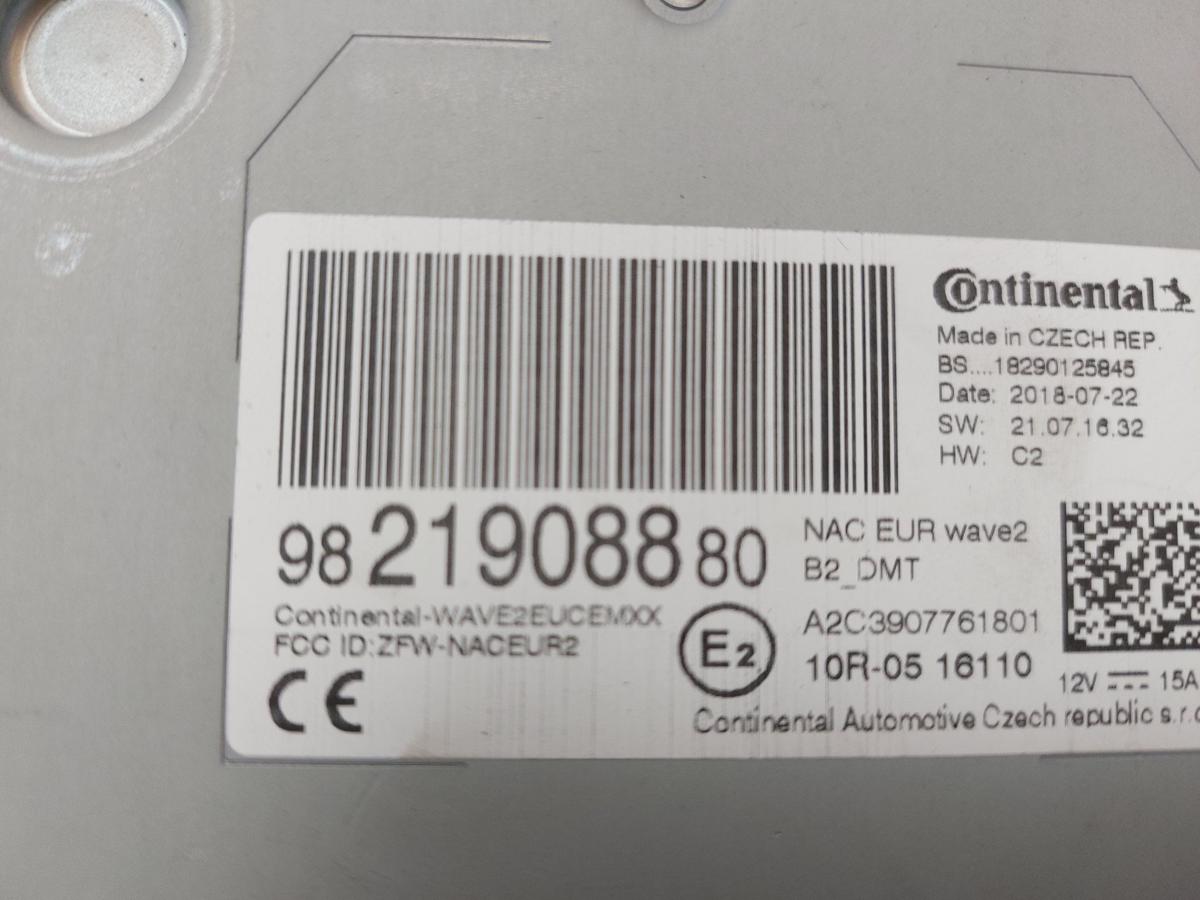 Continental
Made in CZECH REP.
BS....18290125845
Date: 2018-07-22
SW: 21.07.16.32
HW: C2
98 219088 80
NAC EUR wave2
B2_DMT
Continental-WAVE2EUCEMXX
FCC ID:ZFW-NACEUR2
CE
E2
A2C3907761801
10R-05 16110
12V 15A
Continental Automotive Czech republic s.r.o